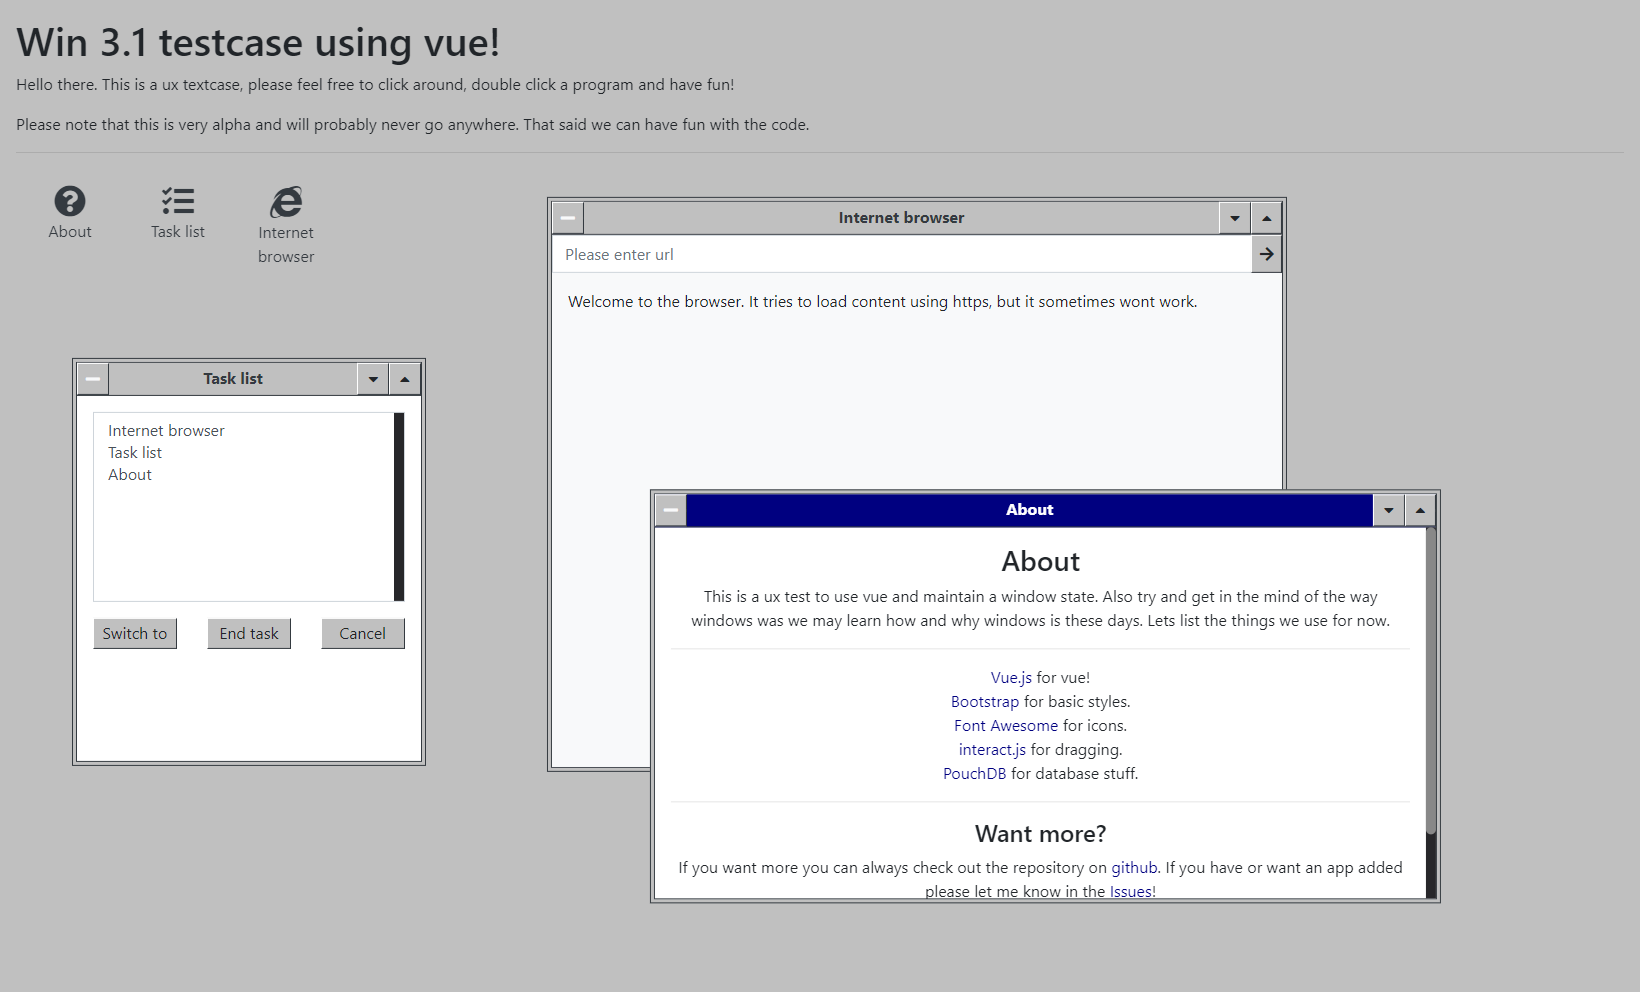 Win 3.1 testcase using vue!
Hello there. This is a ux textcase, please feel free to click around, double click a program and have fun!
Please note that this is very alpha and will probably never go anywhere. That said we can have fun with the code.
About
Task list
Internet
browser
Internet browser
Please enter url
Welcome to the browser. It tries to load content using https, but it sometimes wont work.
Task list
Internet browser
Task list
About
Switch to
End task
Cancel
About
About
This is a ux test to use vue and maintain a window state. Also try and get in the mind of the way
windows was we may learn how and why windows is these days. Lets list the things we use for now.
Vue.js for vue!
Bootstrap for basic styles.
Font Awesome for icons.
interact.js for dragging.
PouchDB for database stuff.
Want more?
If you want more you can always check out the repository on github. If you have or want an app added
please let me know in the Issues!